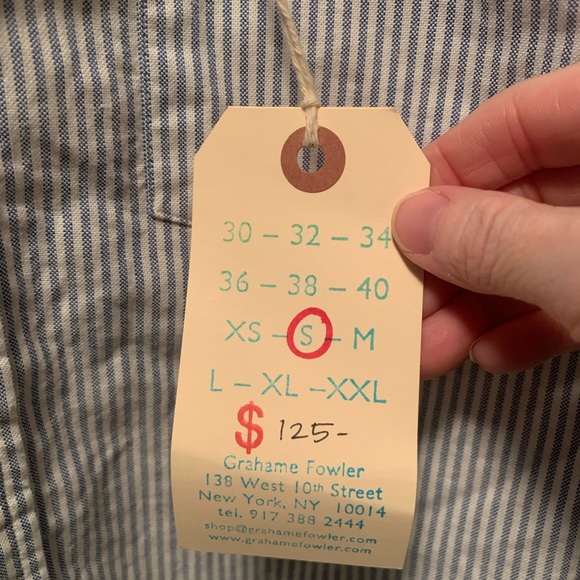 30 – 32 – 34
36 – 38 – 40
XS – S – M
L – XL –XXL
$ 125-
Grahame Fowler
138 West 10th Street
New York, NY 10014
tel. 917 388 2444
shop@grahamefowler.com
www.grahamefowler.com